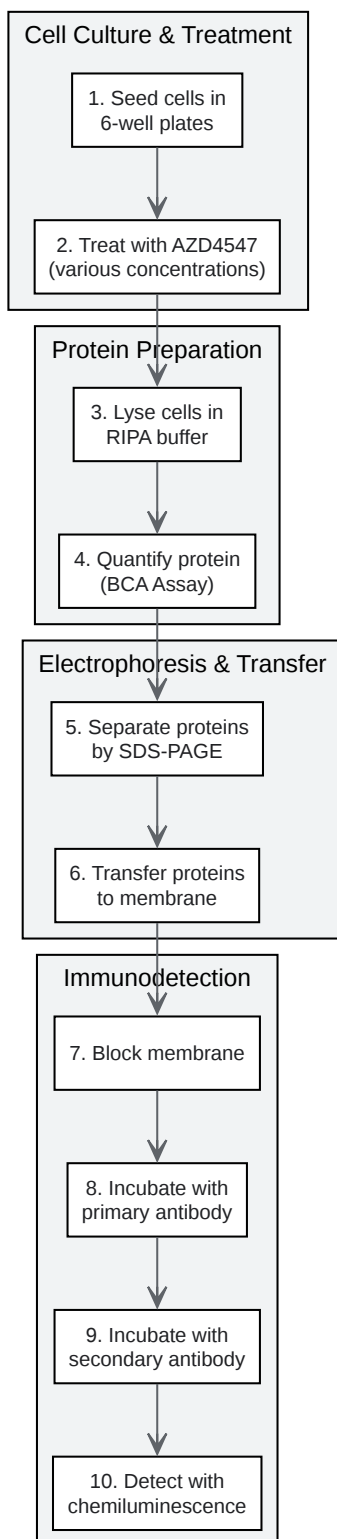 Cell Culture & Treatment
1. Seed cells in
6-well plates
2. Treat with AZD4547
(various concentrations)
Protein Preparation
3. Lyse cells in
RIPA buffer
4. Quantify protein
(BCA Assay)
Electrophoresis & Transfer
5. Separate proteins
by SDS-PAGE
6. Transfer proteins
to membrane
Immunodetection
7. Block membrane
8. Incubate with
primary antibody
9. Incubate with
secondary antibody
10. Detect with
chemiluminescence